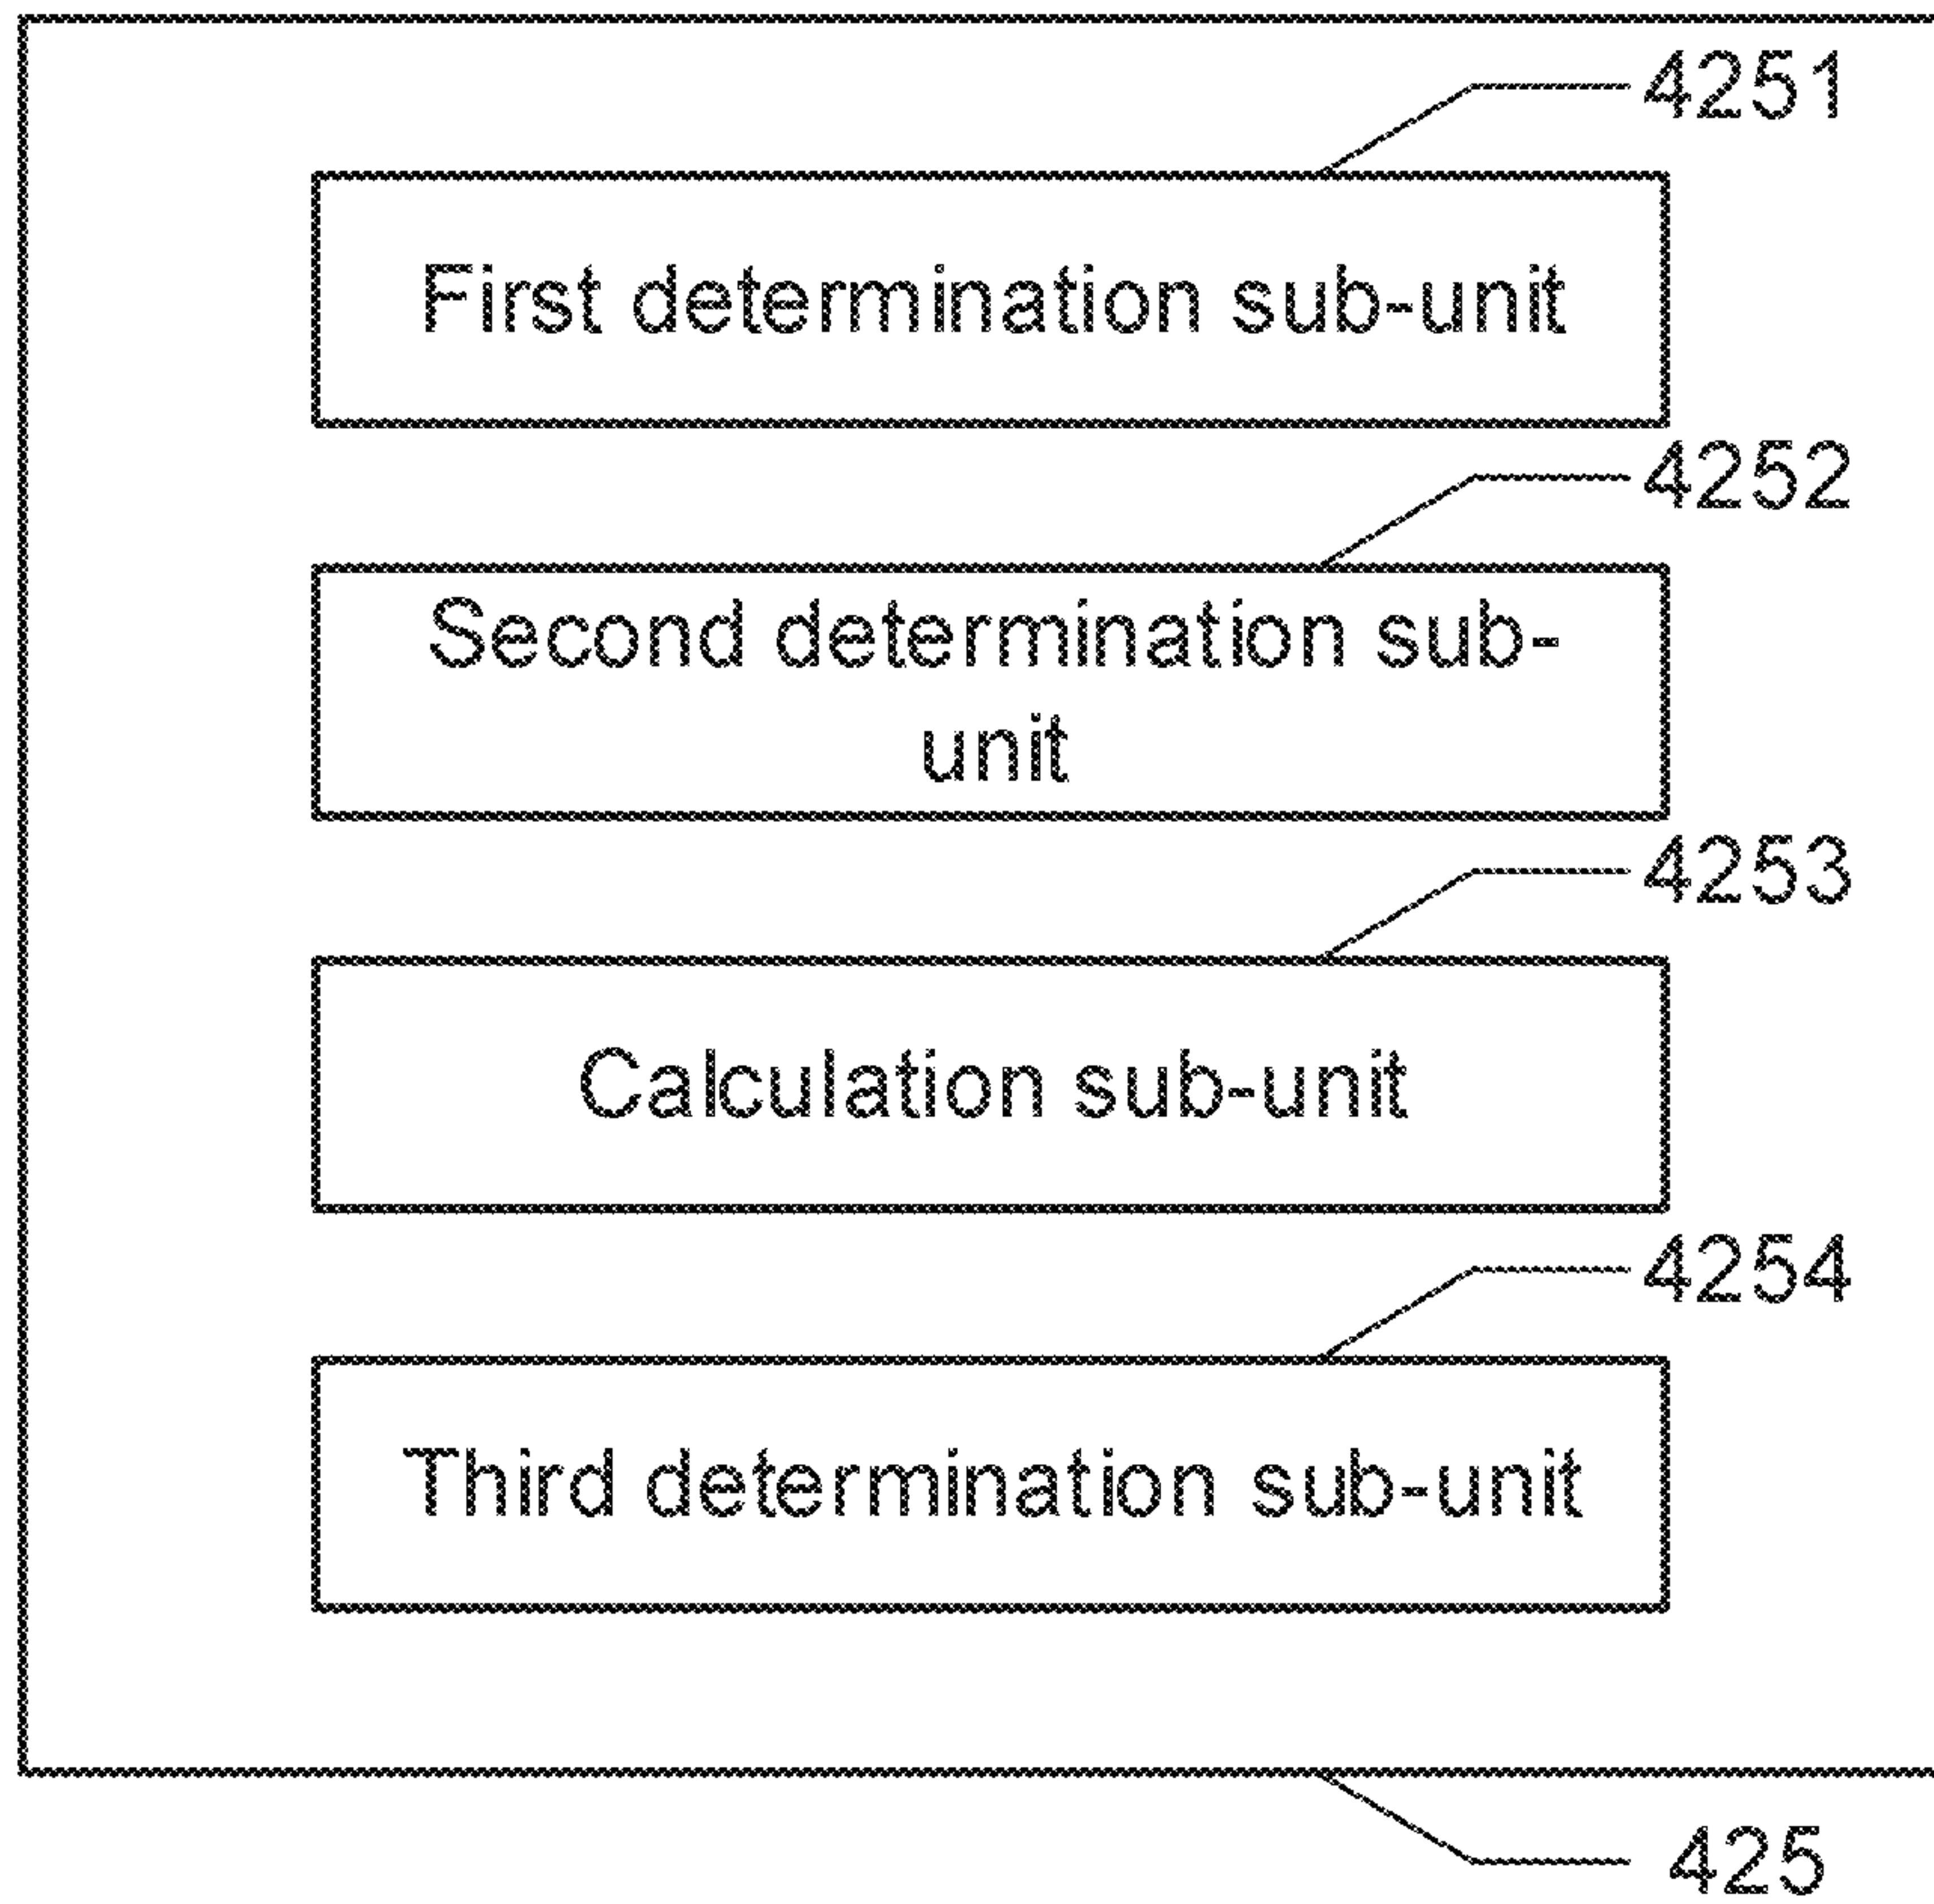 4251
First determination sub-unit
4252
Second determination sub-
unit
4253
Calculation sub-unit
4254
Third determination sub-unit
425